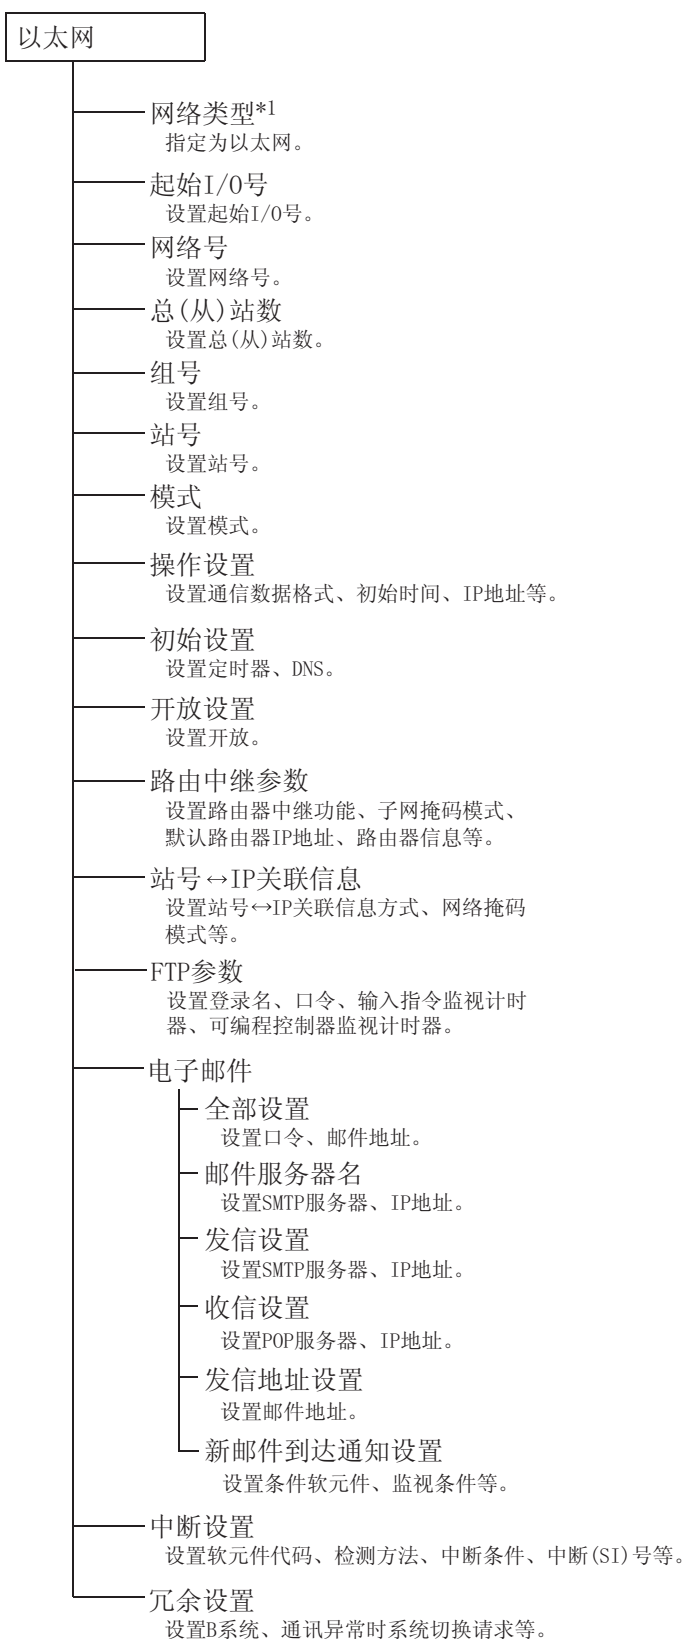 以太网
网络类型*1
指定为以太网。
起始I/O号
设置起始I/O号。
网络号
设置网络号。
总(从)站数
设置总(从)站数。
组号
设置组号。
站号
设置站号。
模式
设置模式。
操作设置
设置通信数据格式、初始时间、IP地址等。
初始设置
设置定时器、DNS。
开放设置
设置开放。
路由中继参数
设置路由器中继功能、子网掩码模式、
默认路由器IP地址、路由器信息等。
站号↔IP关联信息
设置站号↔IP关联信息方式、网络掩码
模式等。
FTP参数
设置登录名、口令、输入指令监视计时
器、可编程控制器监视计时器。
电子邮件
全部设置
设置口令、邮件地址。
邮件服务器名
设置SMTP服务器、IP地址。
发信设置
设置SMTP服务器、IP地址。
收信设置
设置POP服务器、IP地址。
发信地址设置
设置邮件地址。
新邮件到达通知设置
设置条件软元件、监视条件等。
中断设置
设置软元件代码、检测方法、中断条件、中断(SI)号等。
冗余设置
设置B系统、通讯异常时系统切换请求等。